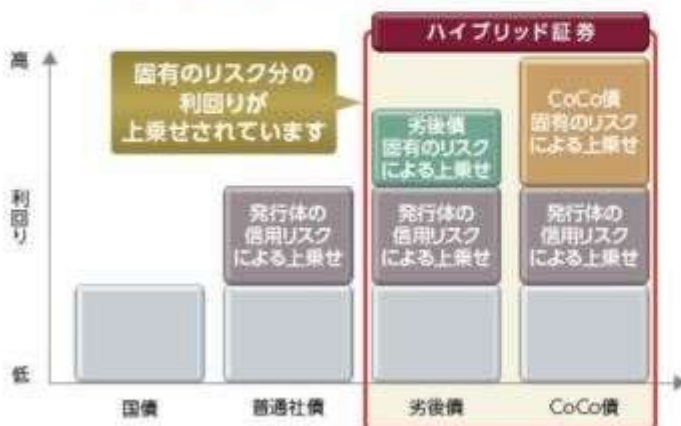 ハイブリッド証券
高
固有のリスク分の
利回りが
上乗せされています
CoCo債
固有のリスク
による上乗せ
劣後債
固有のリスク
による上乗せ
利回り
発行体の
信用リスク
による上乗せ
発行体の
信用リスク
による上乗せ
発行体の
信用リスク
による上乗せ
低
国債
普通社債
劣後債
CoCo債